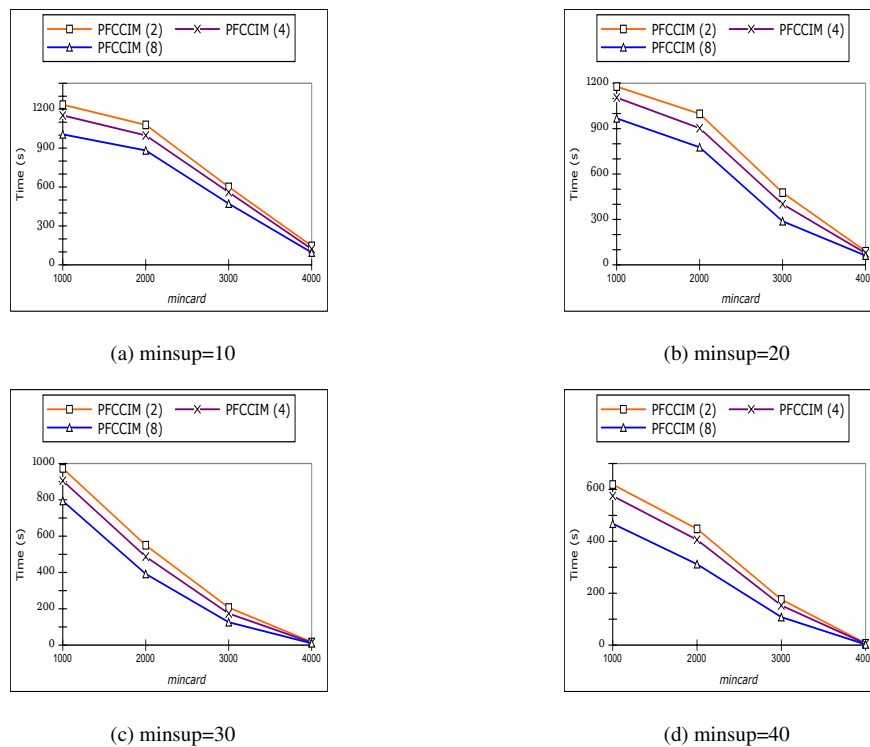 PFCCIM (2) PFCCIM (4)
PFCCIM (8)
1200
900
600
300
0
Time (s)
1000 2000 3000 4000
mincard
(a) minsup=10
PFCCIM (2) PFCCIM (4)
PFCCIM (8)
1200
900
600
300
0
Time (s)
1000 2000 3000 400
mincard
(b) minsup=20
PFCCIM (2) PFCCIM (4)
PFCCIM (8)
1000
800
600
400
200
0
Time (s)
1000 2000 3000 4000
mincard
(c) minsup=30
PFCCIM (2) PFCCIM (4)
PFCCIM (8)
600
400
200
0
Time (s)
1000 2000 3000 400
mincard
(d) minsup=40